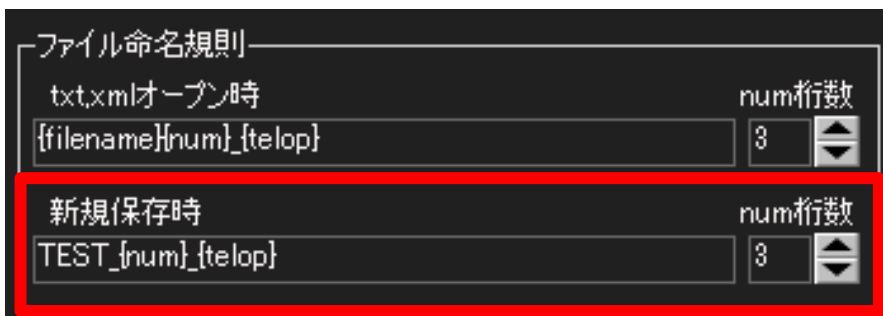 ファイル命名規則
txt,xmlオープン時 num桁数
{filename}{num}_{telop} 3
新規保存時 num桁数
TEST_{num}_{telop} 3